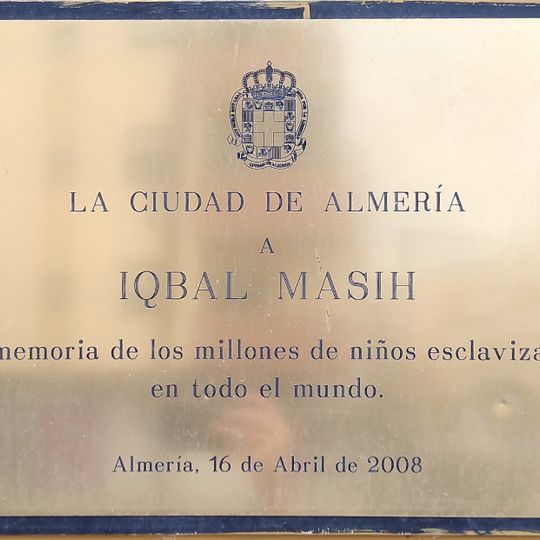 LA CIUDAD DE ALMERÍA
A
IQBAL MASIH
memoria de los millones de niños esclaviza
en todo el mundo.
Almería, 16 de Abril de 2008